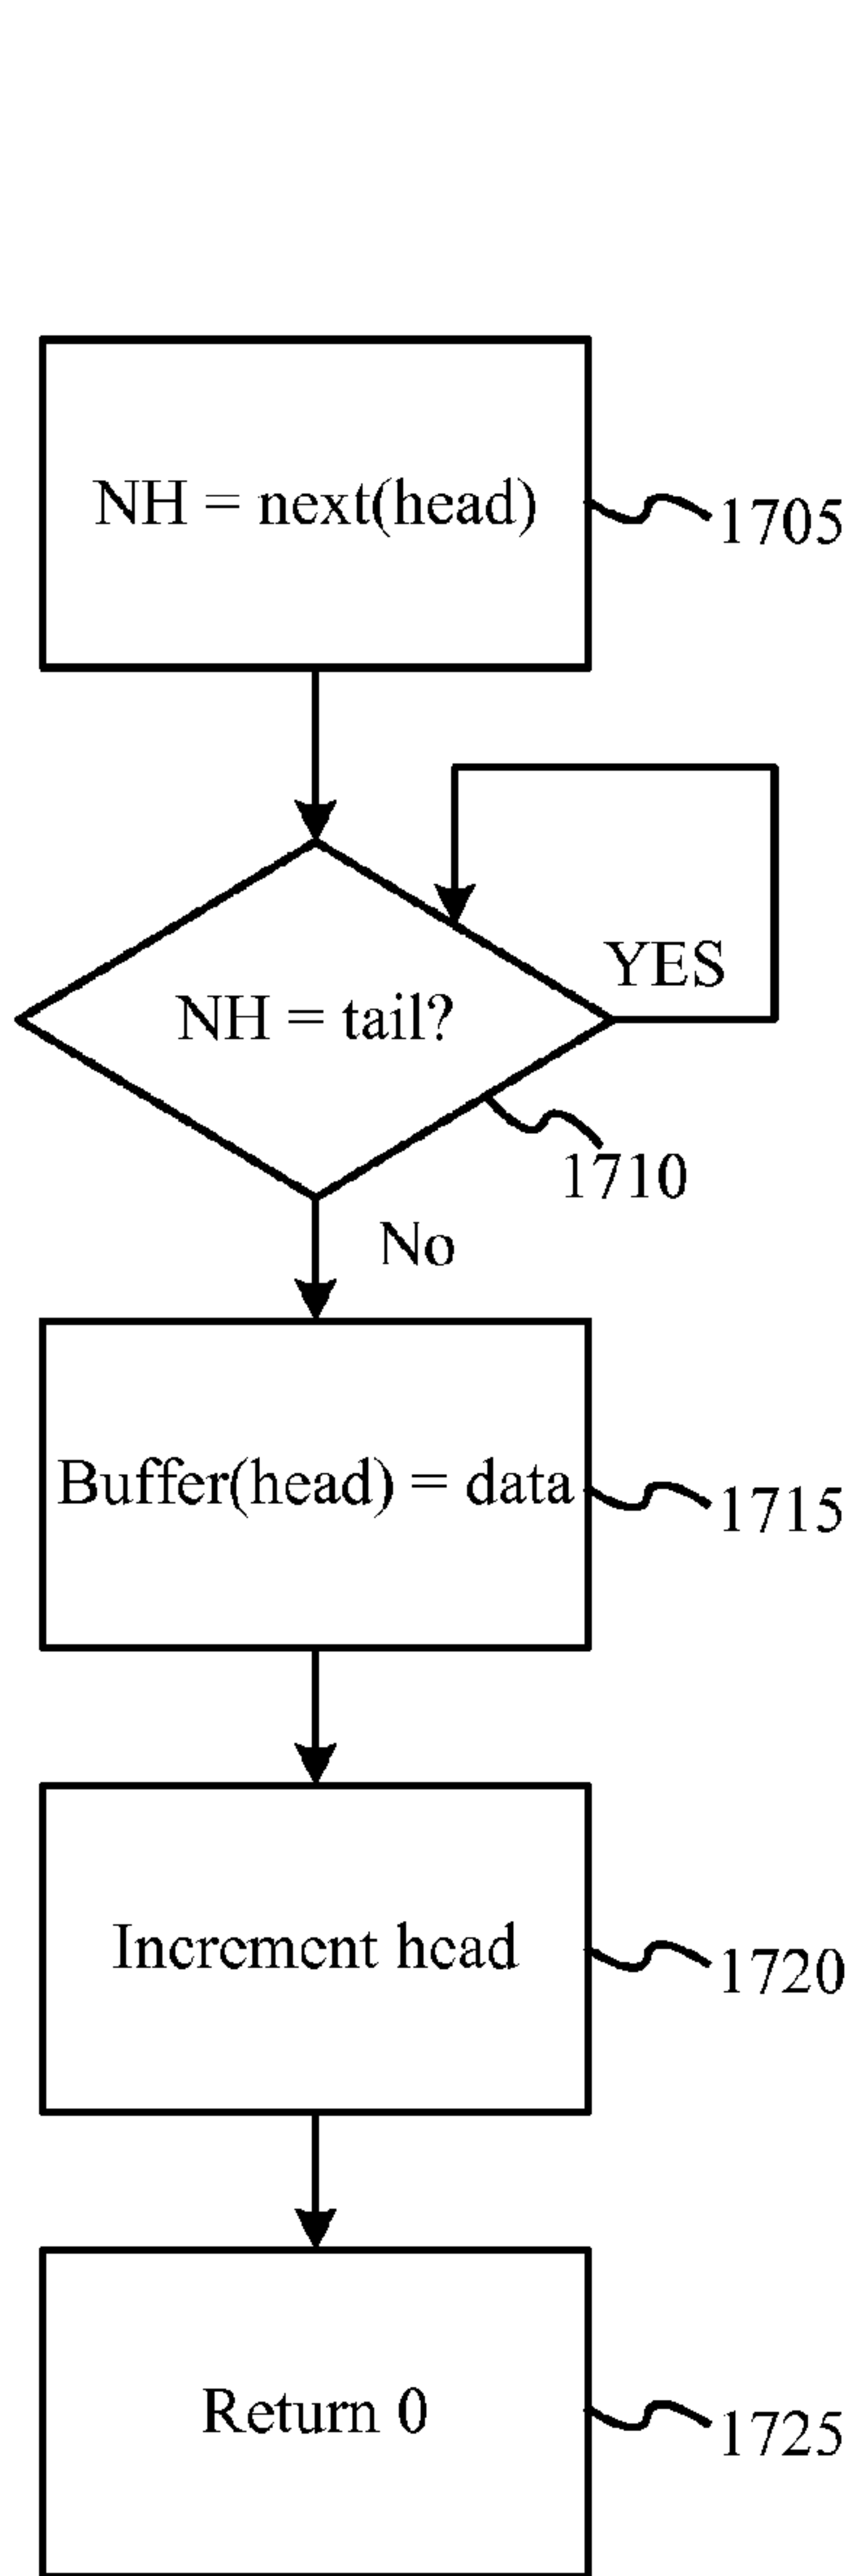 NH = next(head)
1705
NH = tail?
YES
1710
No
Buffer(head) = data
1715
Increment head
1720
Return 0
1725